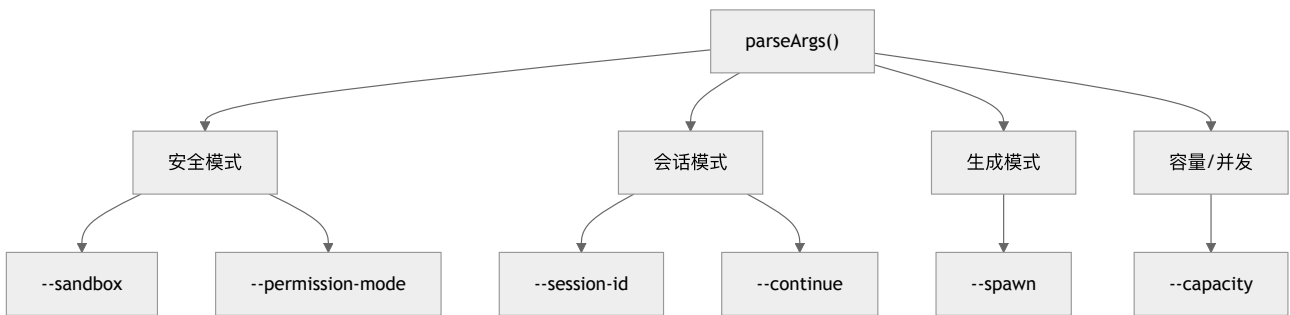 parseArgs()
安全模式
会话模式
生成模式
容量/并发
--sandbox
--permission-mode
--session-id
--continue
--spawn
--capacity